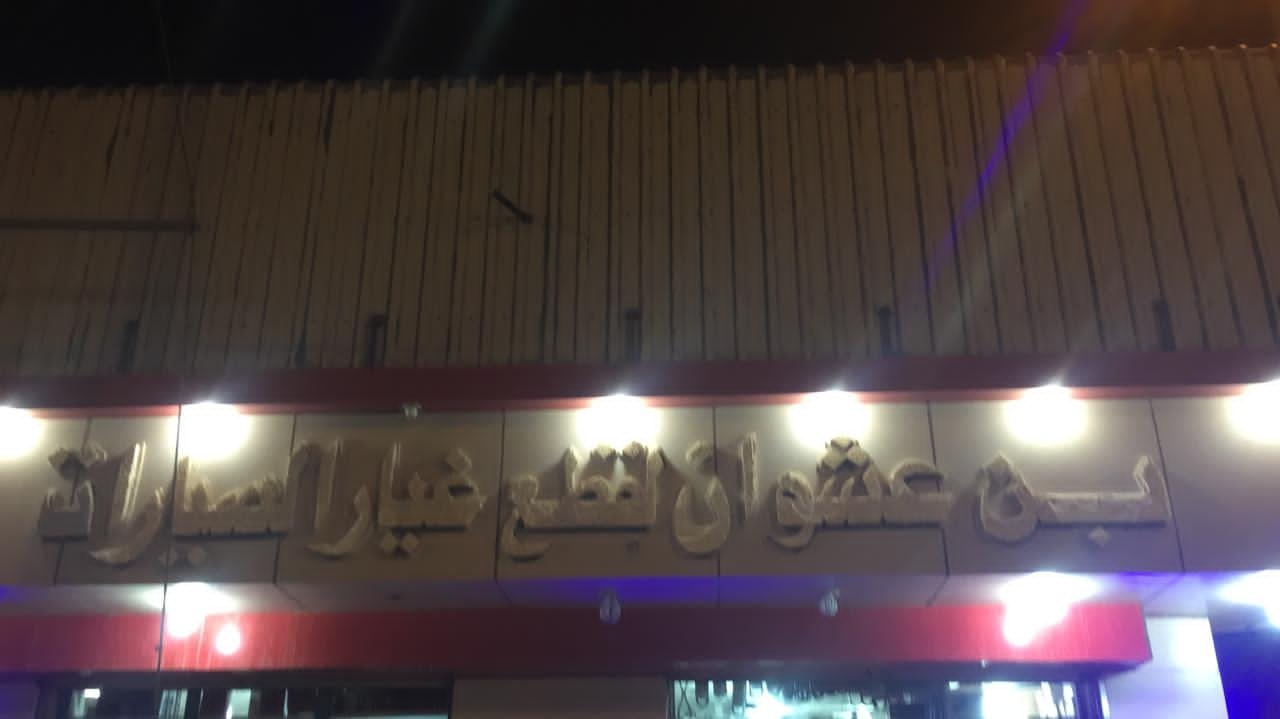 بن عشوان لقطع غيار السيارات